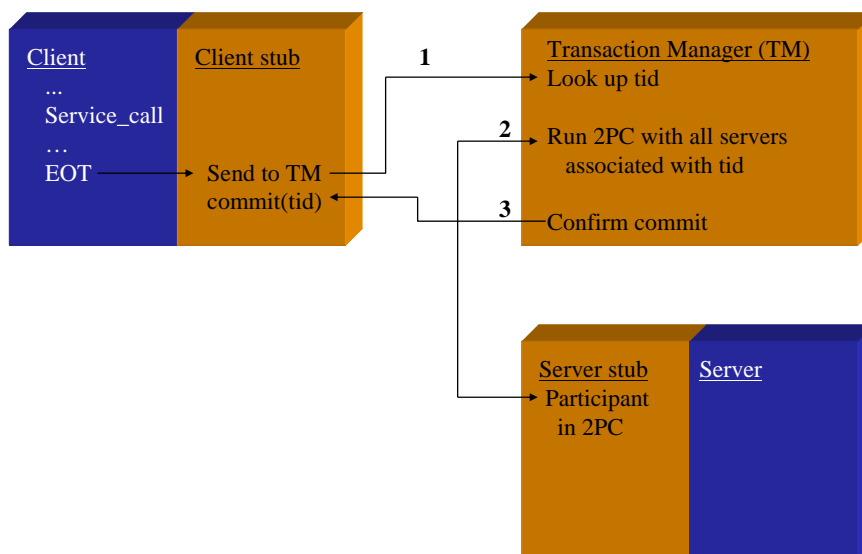 Client
...
Service_call
…
EOT
Client stub
Send to TM
commit(tid)
1
2
3
Transaction Manager (TM)
Look up tid
Run 2PC with all servers
associated with tid
Confirm commit
Server stub
Participant
in 2PC
Server